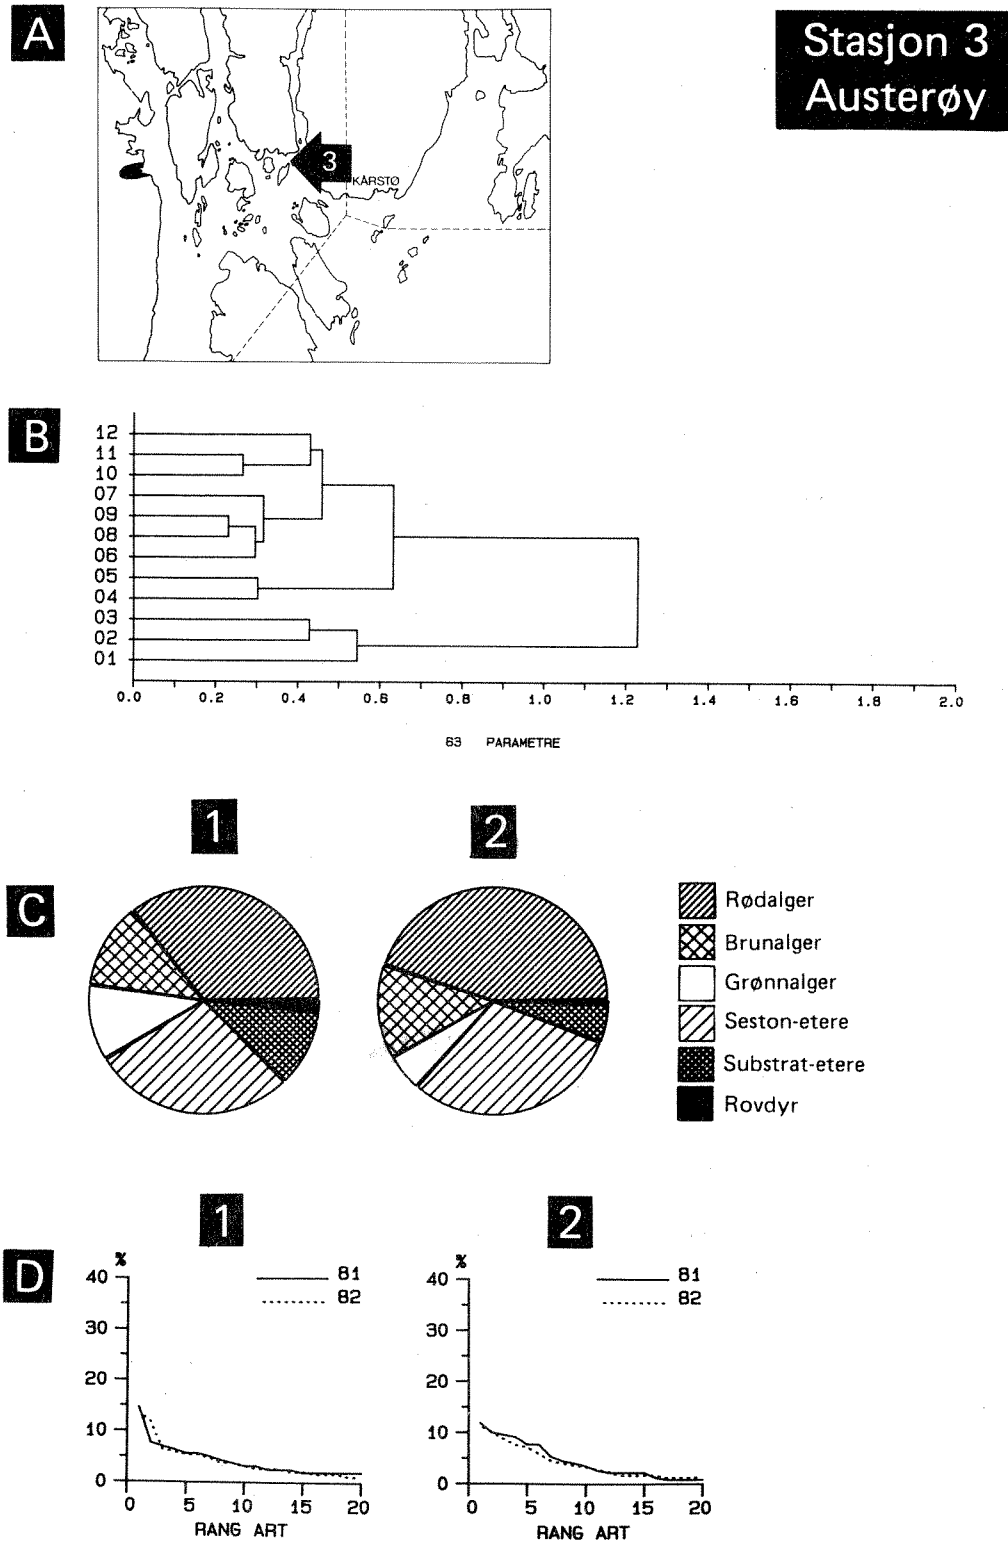 A
Stasjon 3
Austerøy
3
KÅRSTØ
B
12
11
10
07
09
08
06
05
04
03
02
01
0.0 0.2 0.4 0.6 0.8 1.0 1.2 1.4 1.6 1.8 2.0
63 PARAMETRE
1 2
C
Rødalger
Brunalger
Grønnalger
Seston-etere
Substrat-etere
Rovdyr
1 2
D
%
40
30
20
10
0
81
82
0 5 10 15 20
RANG ART
%
40
30
20
10
0
81
82
0 5 10 15 20
RANG ART